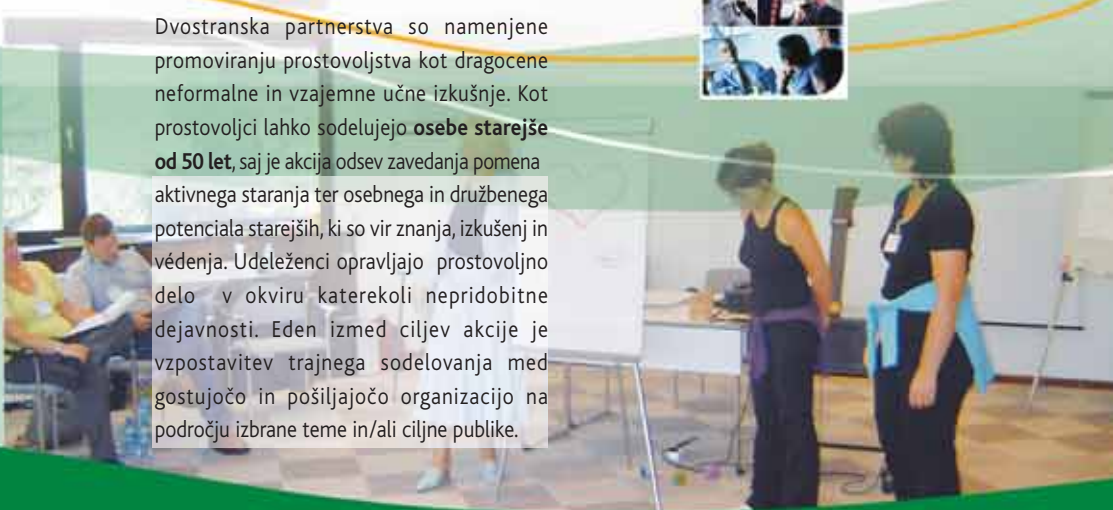 Dvostranska partnerstva so namenjene
promoviranju prostovoljstva kot dragocene
neformalne in vzajemne učne izkušnje. Kot
prostovoljci lahko sodelujejo osebe starejše
od 50 let, saj je akcija odsev zavedanja pomena
aktivnega staranja ter osebnega in družbenega
potenciala starejših, ki so vir znanja, izkušenj in
védenja. Udeleženci opravljajo prostovoljno
delo v okviru katerekoli nepridobitne
dejavnosti. Eden izmed ciljev akcije je
vzpostavitev trajnega sodelovanja med
gostujočo in pošiljajočo organizacijo na
področju izbrane teme in/ali ciljne publike.